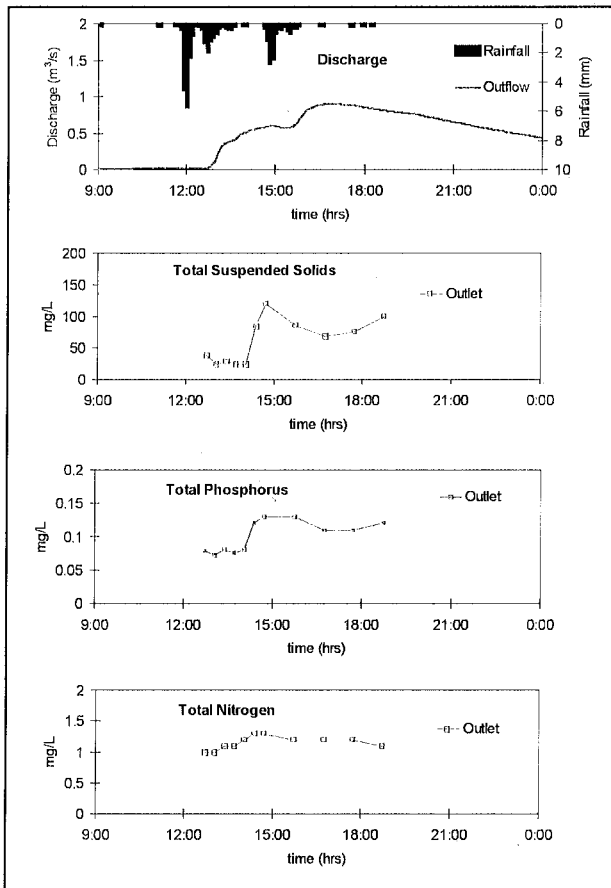 Discharge
Rainfall
Outflow
Discharge (m³/s)
2
1.5
1
0.5
0
Rainfall (mm)
0
2
4
6
8
10
9:00 12:00 15:00 18:00 21:00 0:00
time (hrs)
Total Suspended Solids
Outlet
mg/L
200
150
100
50
0
9:00 12:00 15:00 18:00 21:00 0:00
time (hrs)
Total Phosphorus
Outlet
mg/L
0.2
0.15
0.1
0.05
0
9:00 12:00 15:00 18:00 21:00 0:00
time (hrs)
Total Nitrogen
Outlet
mg/L
2
1.5
1
0.5
0
9:00 12:00 15:00 18:00 21:00 0:00
time (hrs)